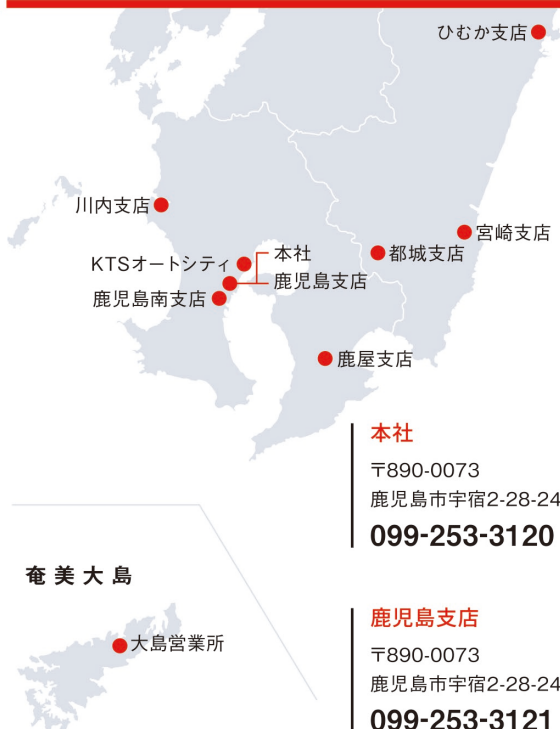 ひむか支店
川内支店
宮崎支店
KTSオートシティ
本社
都城支店
鹿児島支店
鹿児島南支店
鹿屋支店
本社
〒890-0073
鹿児島市宇宿2-28-24
099-253-3120
奄美大島
大島営業所
鹿児島支店
〒890-0073
鹿児島市宇宿2-28-24
099-253-3121